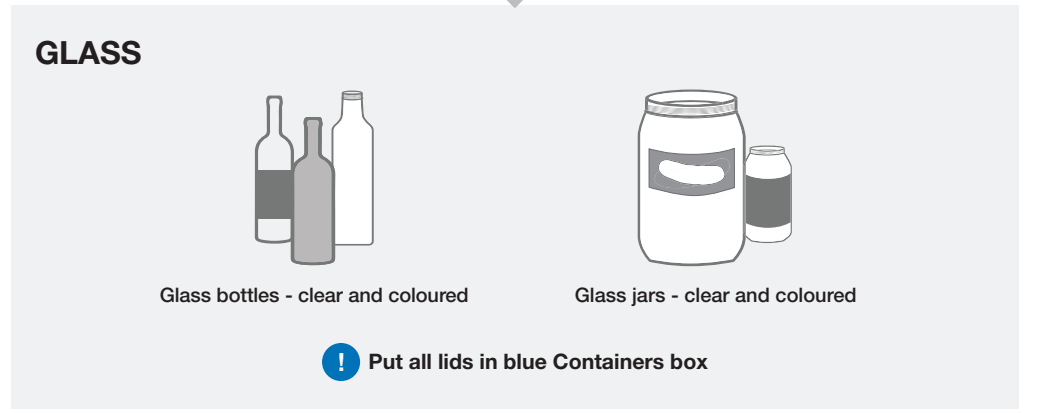 GLASS
Glass bottles - clear and coloured
Glass jars - clear and coloured
! Put all lids in blue Containers box